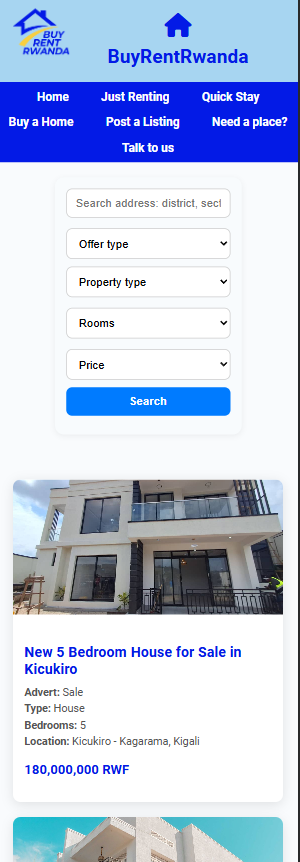 BUY
RENT
RWANDA
BuyRentRwanda
Home Just Renting Quick Stay
Buy a Home Post a Listing Need a place?
Talk to us
Search address: district, sect
Offer type
Property type
Rooms
Price
Search
New 5 Bedroom House for Sale in
Kicukiro
Advert: Sale
Type: House
Bedrooms: 5
Location: Kicukiro - Kagarama, Kigali
180,000,000 RWF